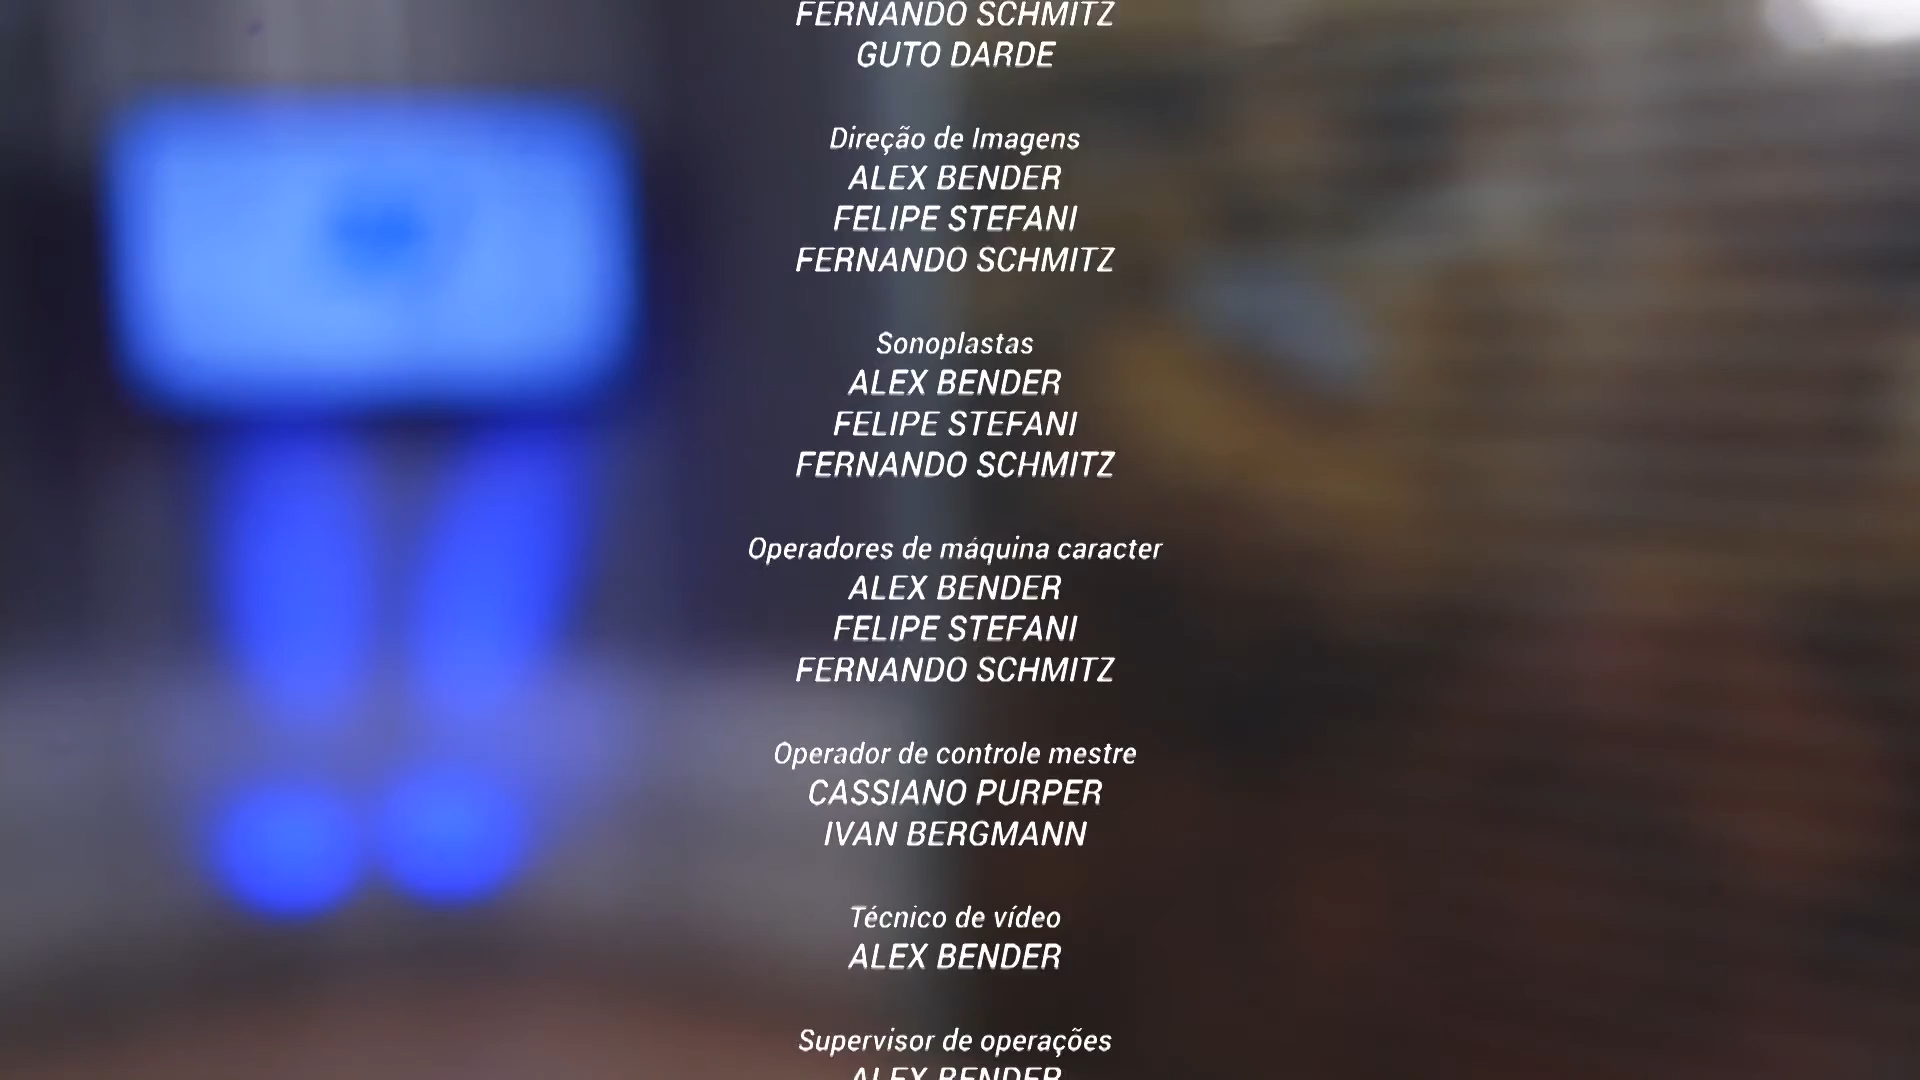 FERNANDO SCHMITZ
GUTO DARDE
Direção de Imagens
ALEX BENDER
FELIPE STEFANI
FERNANDO SCHMITZ
Sonoplastas
ALEX BENDER
FELIPE STEFANI
FERNANDO SCHMITZ
Operadores de máquina caracter
ALEX BENDER
FELIPE STEFANI
FERNANDO SCHMITZ
Operador de controle mestre
CASSIANO PURPER
IVAN BERGMANN
Técnico de vídeo
ALEX BENDER
Supervisor de operações
ALEX BENDER